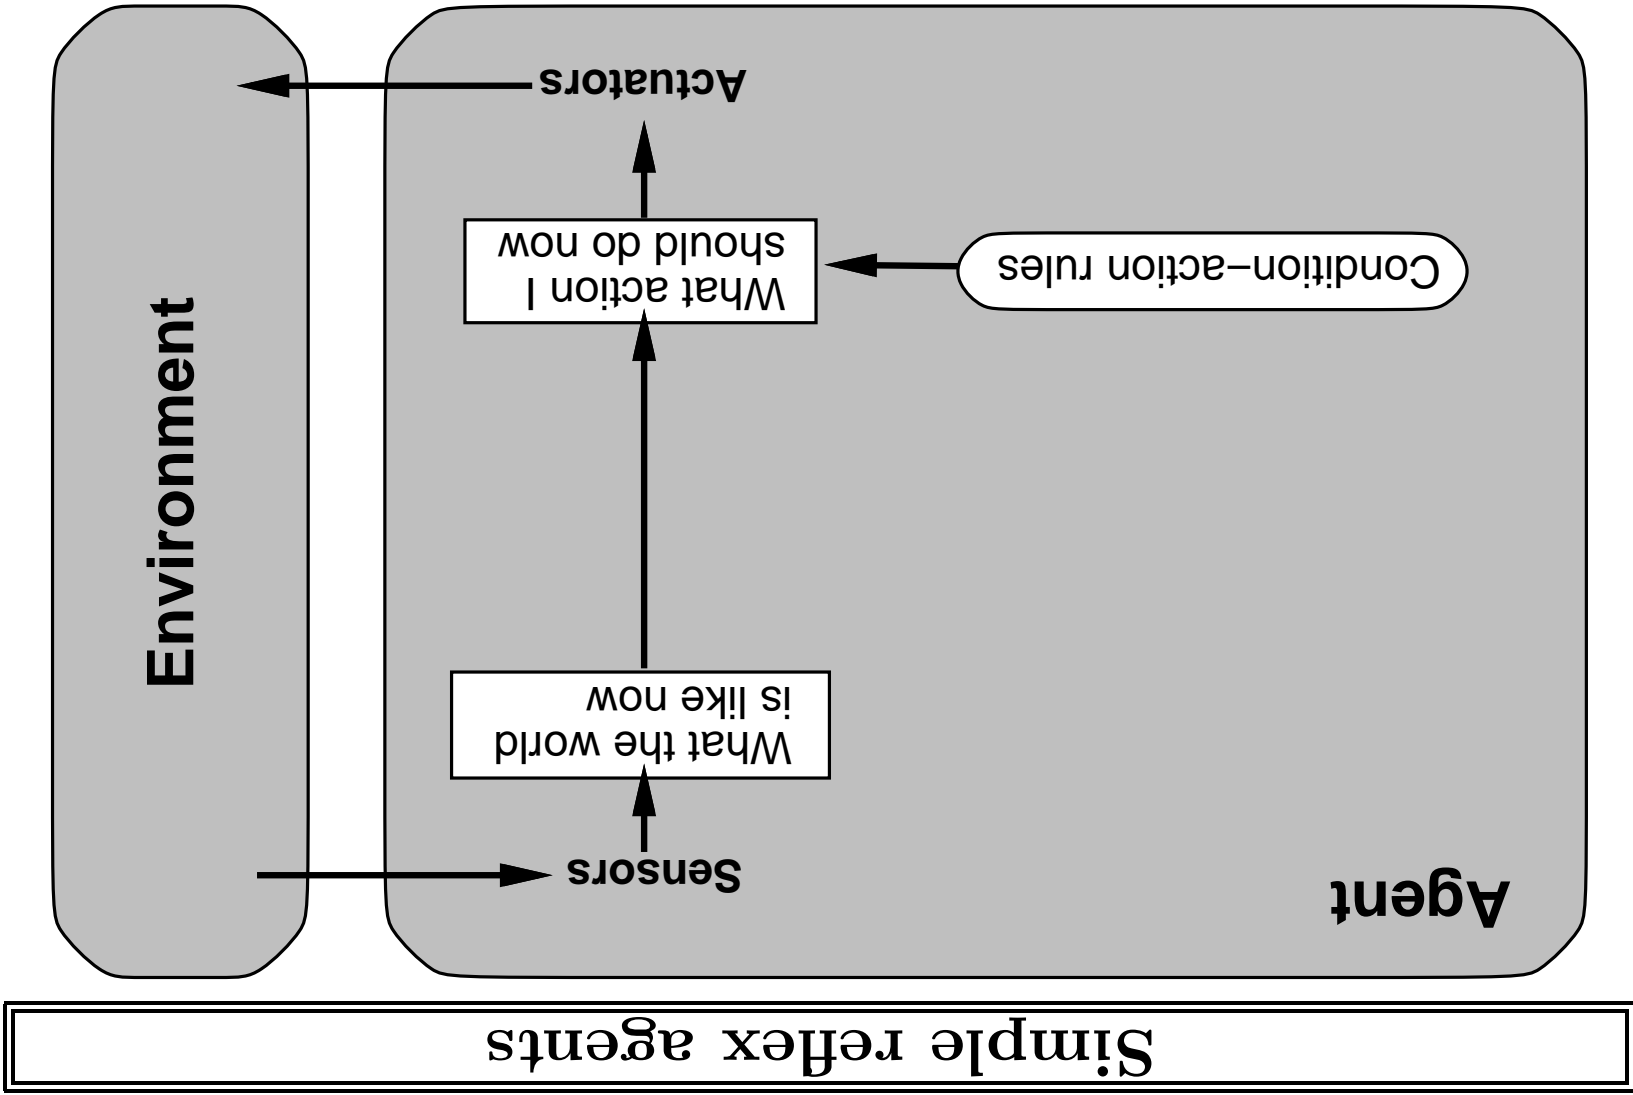 Simple reflex agents
Agent
Sensors
What the world
is like now
Condition–action rules
What action I
should do now
Actuators
Environment